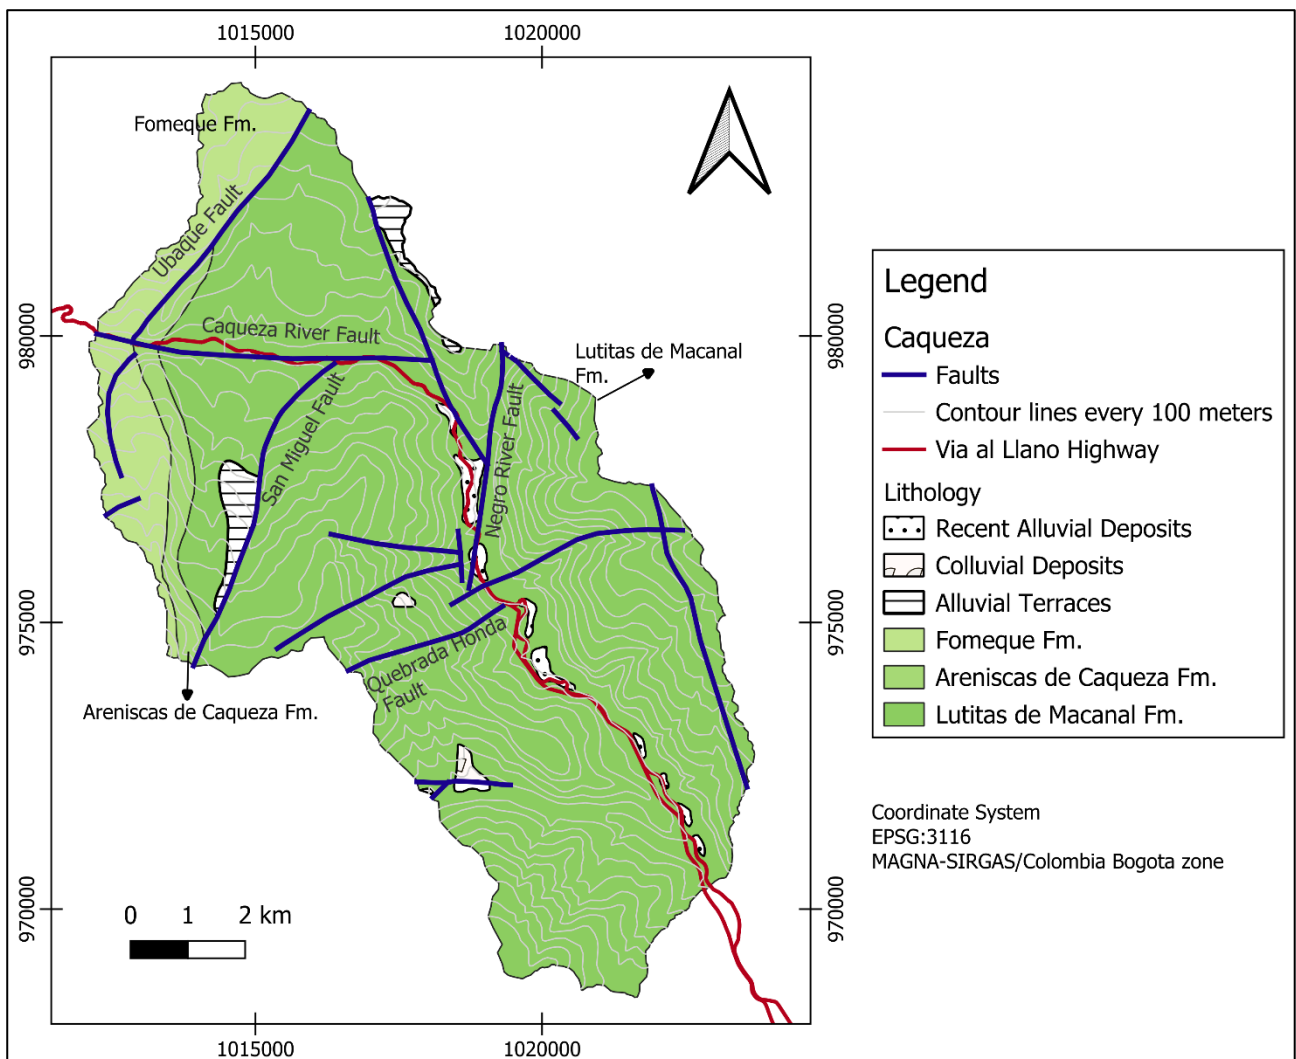 1015000
1020000
Fomeque Fm.
Ubaque Fault
980000
980000
Caqueza River Fault
Lutitas de Macanal
Fm.
San Miguel Fault
Negro River Fault
975000
975000
Quebrada Honda
Fault
Areniscas de Caqueza Fm.
970000
970000
0 1 2 km
1015000
1020000
Legend
Caqueza
Faults
Contour lines every 100 meters
Via al Llano Highway
Lithology
Recent Alluvial Deposits
Colluvial Deposits
Alluvial Terraces
Fomeque Fm.
Areniscas de Caqueza Fm.
Lutitas de Macanal Fm.
Coordinate System
EPSG:3116
MAGNA-SIRGAS/Colombia Bogota zone